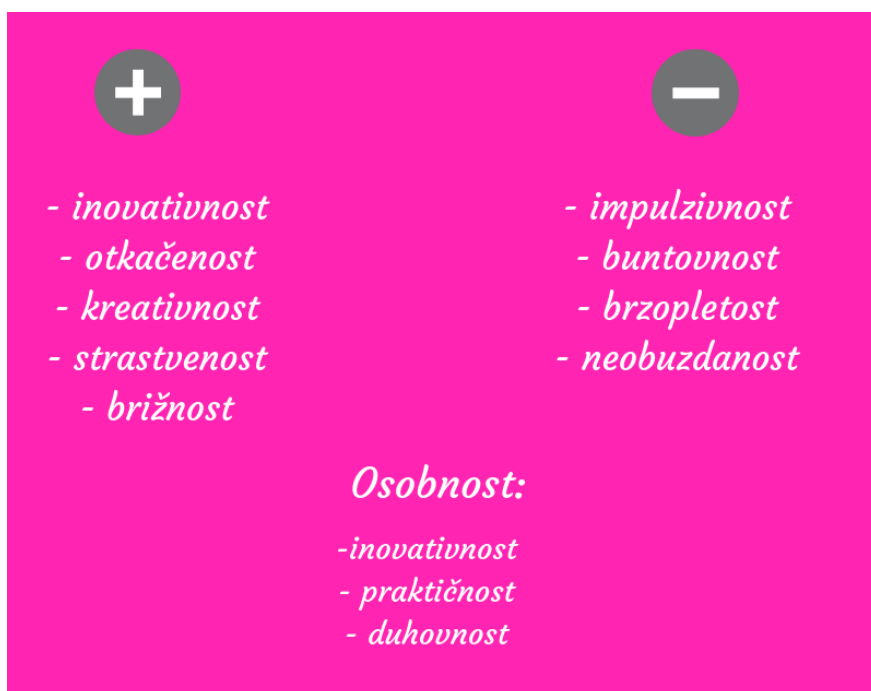 - inovativnost
- otkačenost
- kreativnost
- strastvenost
- brižnost
- impulzivnost
- buntovnost
- brzopletost
- neobuzdanost
Osobnost:
-inovativnost
- praktičnost
- duhovnost